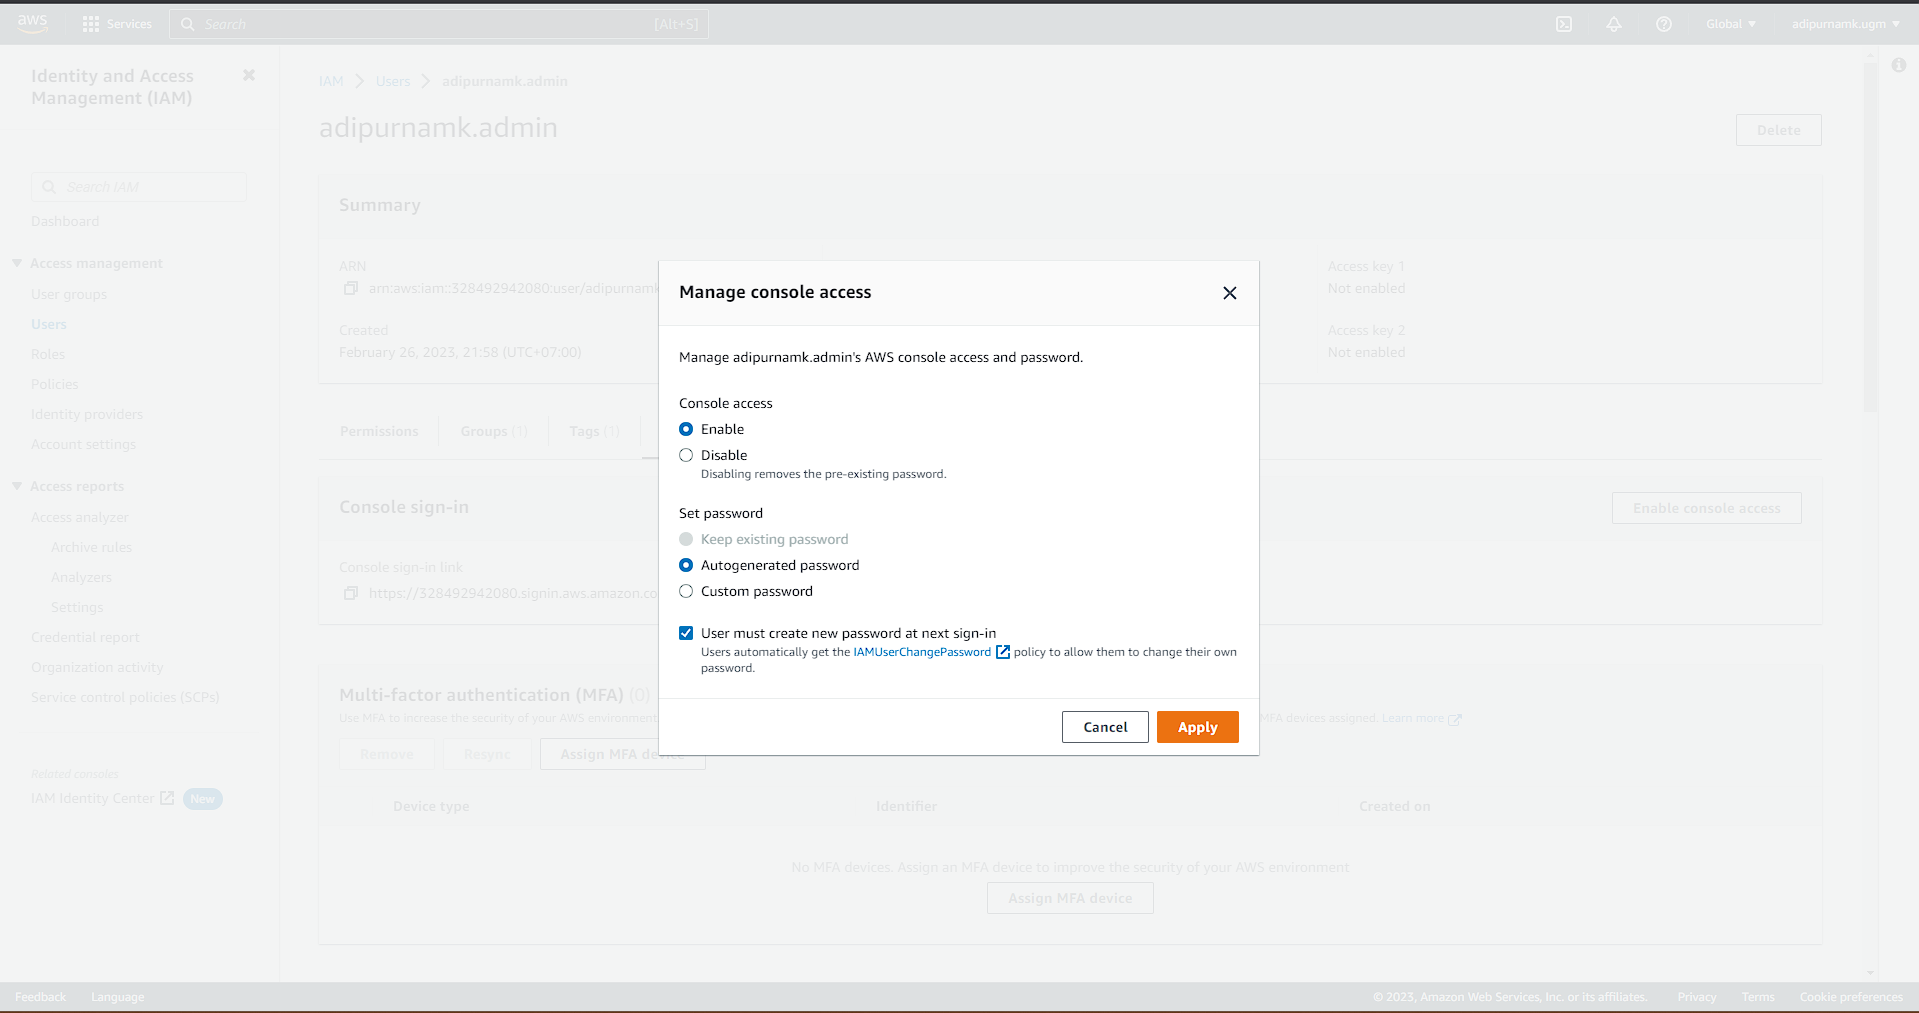 aws
Services
Search
[Alt+S]
Global
adipurnamk.ugm
Identity and Access
Management (IAM)
Search IAM
Dashboard
Access management
User groups
Users
Roles
Policies
Identity providers
Account settings
Access reports
Access analyzer
Archive rules
Analyzers
Settings
Credential report
Organization activity
Service control policies (SCPs)
Related consoles
IAM Identity Center
New
IAM
Users
adipurnamk.admin
adipurnamk.admin
Delete
Summary
ARN
arn:aws:iam::328492942080:user/adipurnamk
Created
February 26, 2023, 21:58 (UTC+07:00)
Access key 1
Not enabled
Access key 2
Not enabled
Permissions
Groups (1)
Tags (1)
Console sign-in
Enable console access
Console sign-in link
https://328492942080.signin.aws.amazon.co
Multi-factor authentication (MFA) (0)
Use MFA to increase the security of your AWS environment
MFA devices assigned. Learn more
Remove
Resync
Assign MFA device
Device type
Identifier
Created on
No MFA devices. Assign an MFA device to improve the security of your AWS environment
Assign MFA device
Manage console access
Manage adipurnamk.admin's AWS console access and password.
Console access
Enable
Disable
Disabling removes the pre-existing password.
Set password
Keep existing password
Autogenerated password
Custom password
User must create new password at next sign-in
Users automatically get the IAMUserChangePassword policy to allow them to change their own
password.
Cancel
Apply
Feedback
Language
© 2023, Amazon Web Services, Inc. or its affiliates.
Privacy
Terms
Cookie preferences